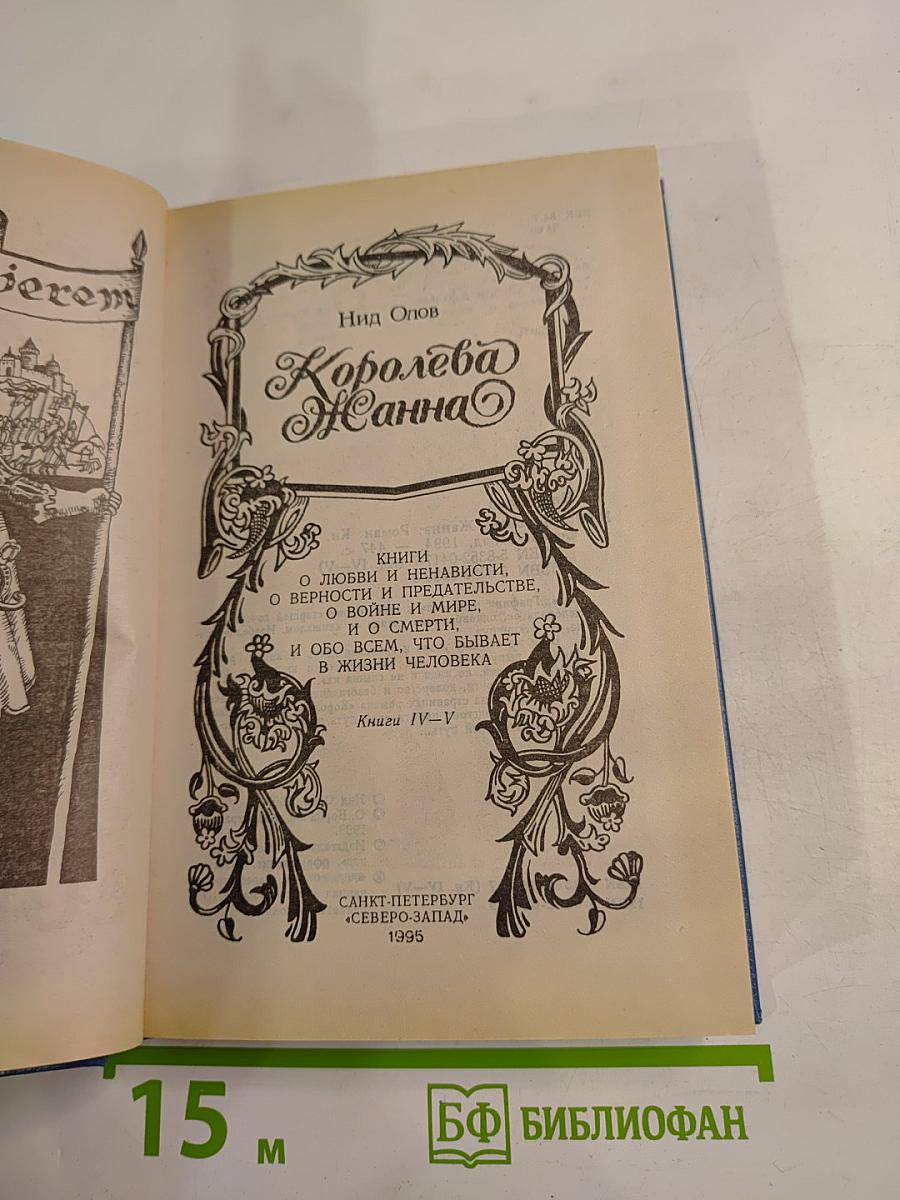 jerem
Нид Олов
Королева
Жанна
КНИГИ
О ЛЮБВИ И НЕНАВИСТИ,
О ВЕРНОСТИ И ПРЕДАТЕЛЬСТВЕ,
О ВОЙНЕ И МИРЕ,
И О СМЕРТИ,
И ОБО ВСЕМ, ЧТО БЫВАЕТ
В ЖИЗНИ ЧЕЛОВЕКА
Книги IV—V
САНКТ-ПЕТЕРБУРГ
«СЕВЕРО-ЗАПАД»
1995
15 м
БФ БИБЛИОФАН